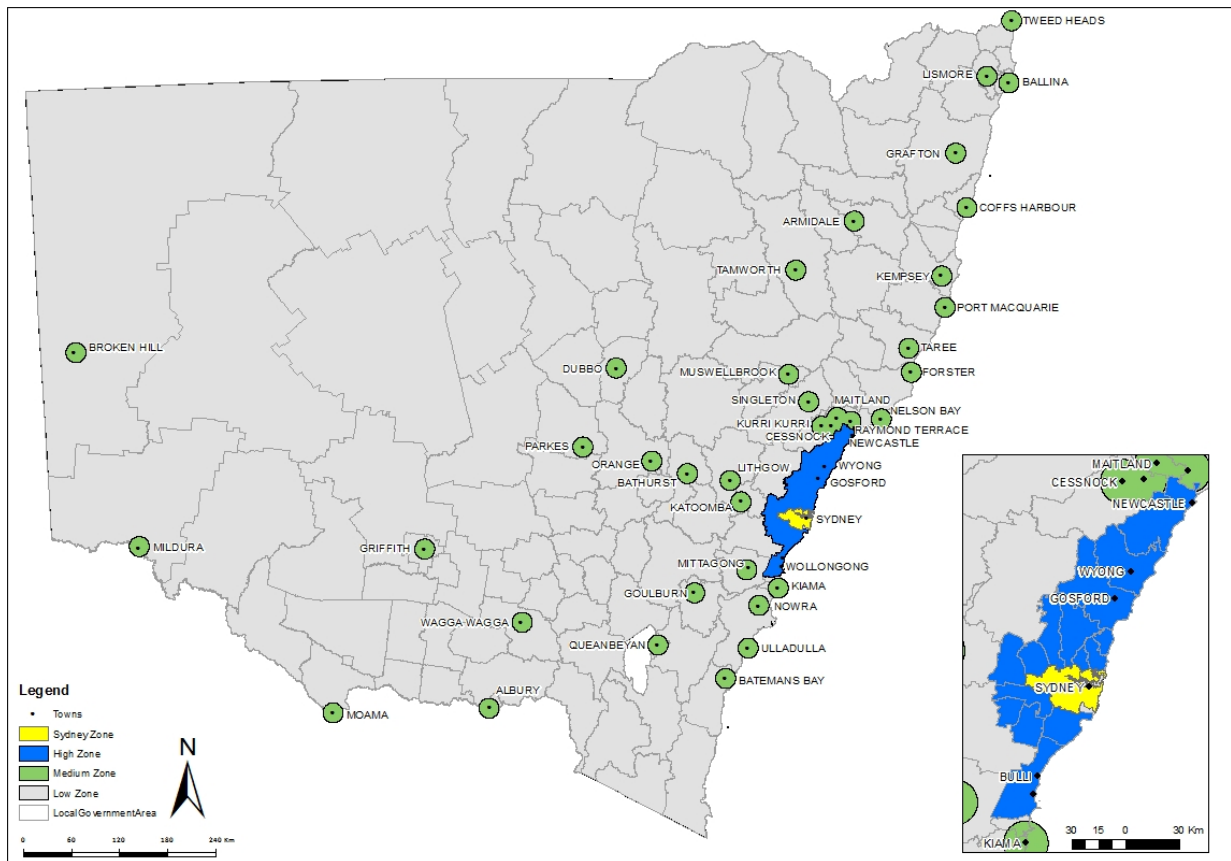 TWEED HEADS
LISMORE
BALLINA
GRAFTON
COFFS HARBOUR
ARMIDALE
TAMWORTH
KEMPSEY
PORT MACQUARIE
BROKEN HILL
TAREE
DUBBO
MUSWELLBROOK
FORSTER
SINGLETON
MAITLAND
NELSON BAY
KURRI KURRI
RAYMOND TERRACE
CESSNOCK
NEWCASTLE
PARKES
ORANGE
LITHGOW
WYONG
BATHURST
GOSFORD
KATOOMBA
SYDNEY
MILDURA
GRIFFITH
MITTAGONG
WOLLONGONG
KIAMA
GOULBURN
NOWRA
WAGGA WAGGA
QUEANBEYAN
ULLADULLA
BATEMANS BAY
ALBURY
MOAMA
Legend
Towns
Sydney Zone
High Zone
Medium Zone
Low Zone
Local Government Area
N
0 60 120 180 240 Km
MAITLAND
CESSNOCK
NEWCASTLE
WYONG
GOSFORD
SYDNEY
BULLI
KIAMA
30 15 0 30 Km